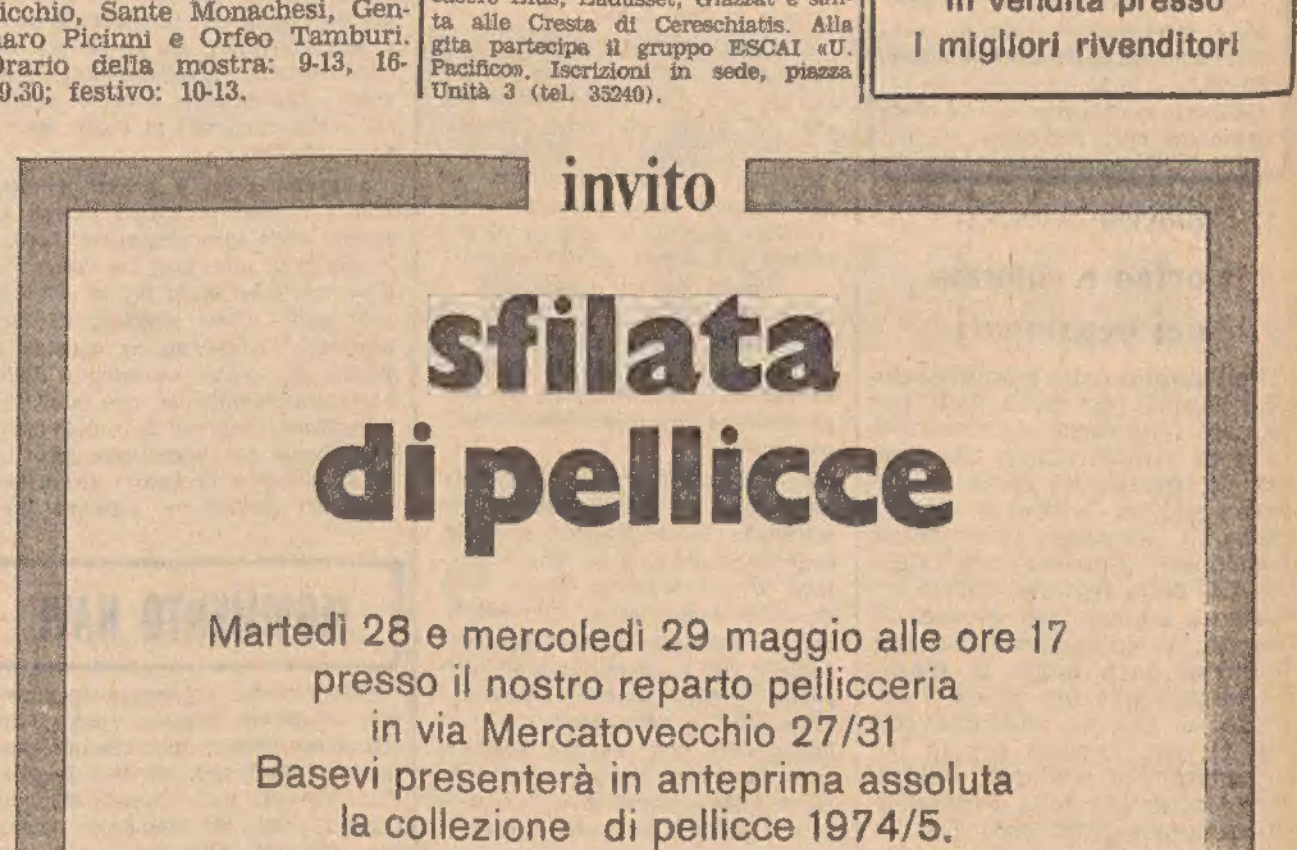 icchio, Sante Monachesi, Gen-
aro Picinni e Orfeo Tamburi.
Orario della mostra: 9-13, 16-
9.30; festivo: 10-13.
ta alle Cresta di Cereschiatis. Alla
gita partecipa il gruppo ESCAI «U.
Pacifico». Iscrizioni in sede, piazza
Unità 3 (tel. 35240).
in vendita presso
i migliori rivenditori
invito
sfilata
di pellicce
Martedì 28 e mercoledì 29 maggio alle ore 17
presso il nostro reparto pellicceria
in via Mercatovecchio 27/31
Basevi presenterà in anteprima assoluta
la collezione di pellicce 1974/5.